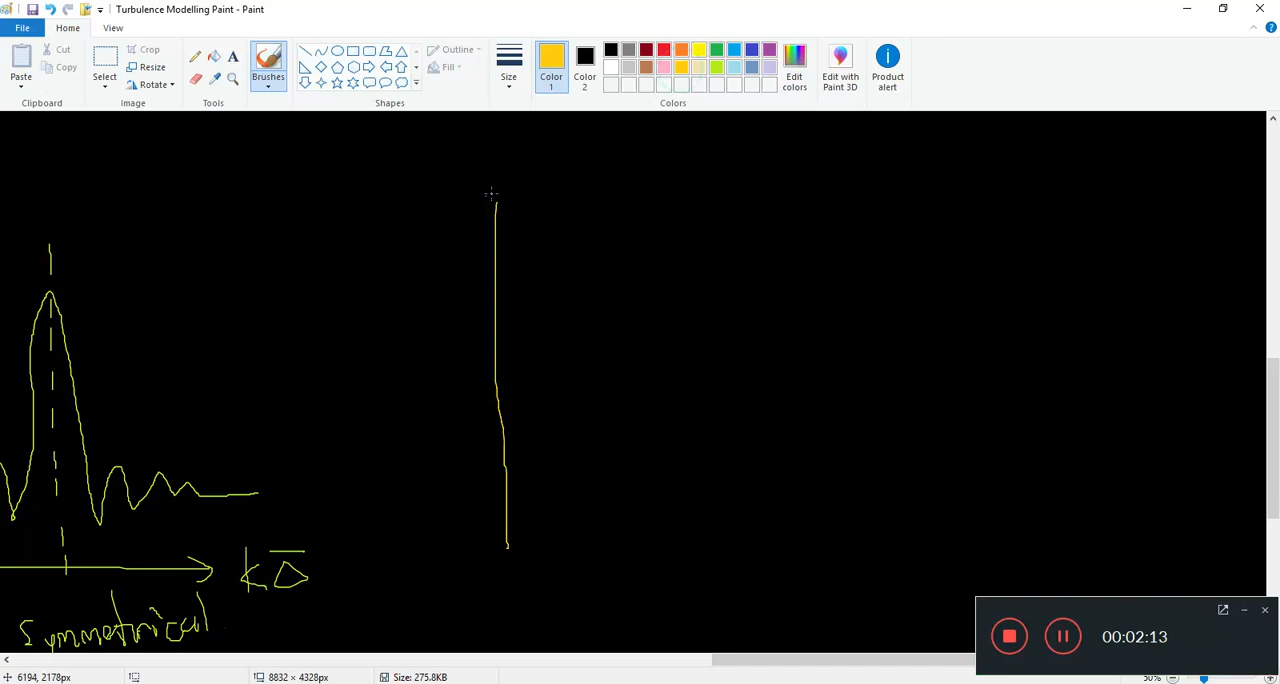 Turbulence Modelling Paint - Paint
File Home View
Paste
Cut
Copy
Clipboard
Select
Crop
Resize
Rotate
Image
A
Tools
Brushes
Shapes
Outline
Fill
Size
Color 1
Color 2
Colors
Edit colors
Edit with Paint 3D
Product alert
kΔ̅
Symmetrical
00:02:13
6194, 2178px
8832 × 4328px
Size: 275.8KB
50%